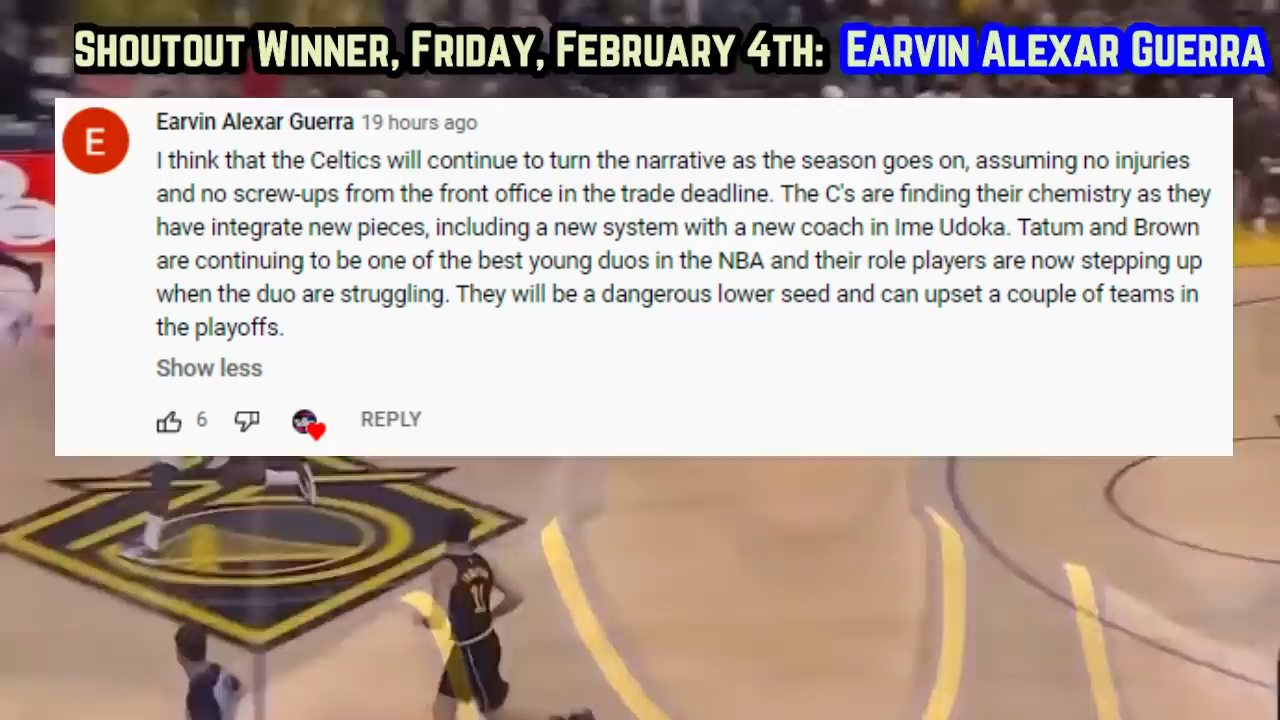 Shoutout Winner, Friday, February 4th: Earvin Alexar Guerra
E
Earvin Alexar Guerra 19 hours ago
I think that the Celtics will continue to turn the narrative as the season goes on, assuming no injuries
and no screw-ups from the front office in the trade deadline. The C's are finding their chemistry as they
have integrate new pieces, including a new system with a new coach in Ime Udoka. Tatum and Brown
are continuing to be one of the best young duos in the NBA and their role players are now stepping up
when the duo are struggling. They will be a dangerous lower seed and can upset a couple of teams in
the playoffs.
Show less
6 REPLY
11